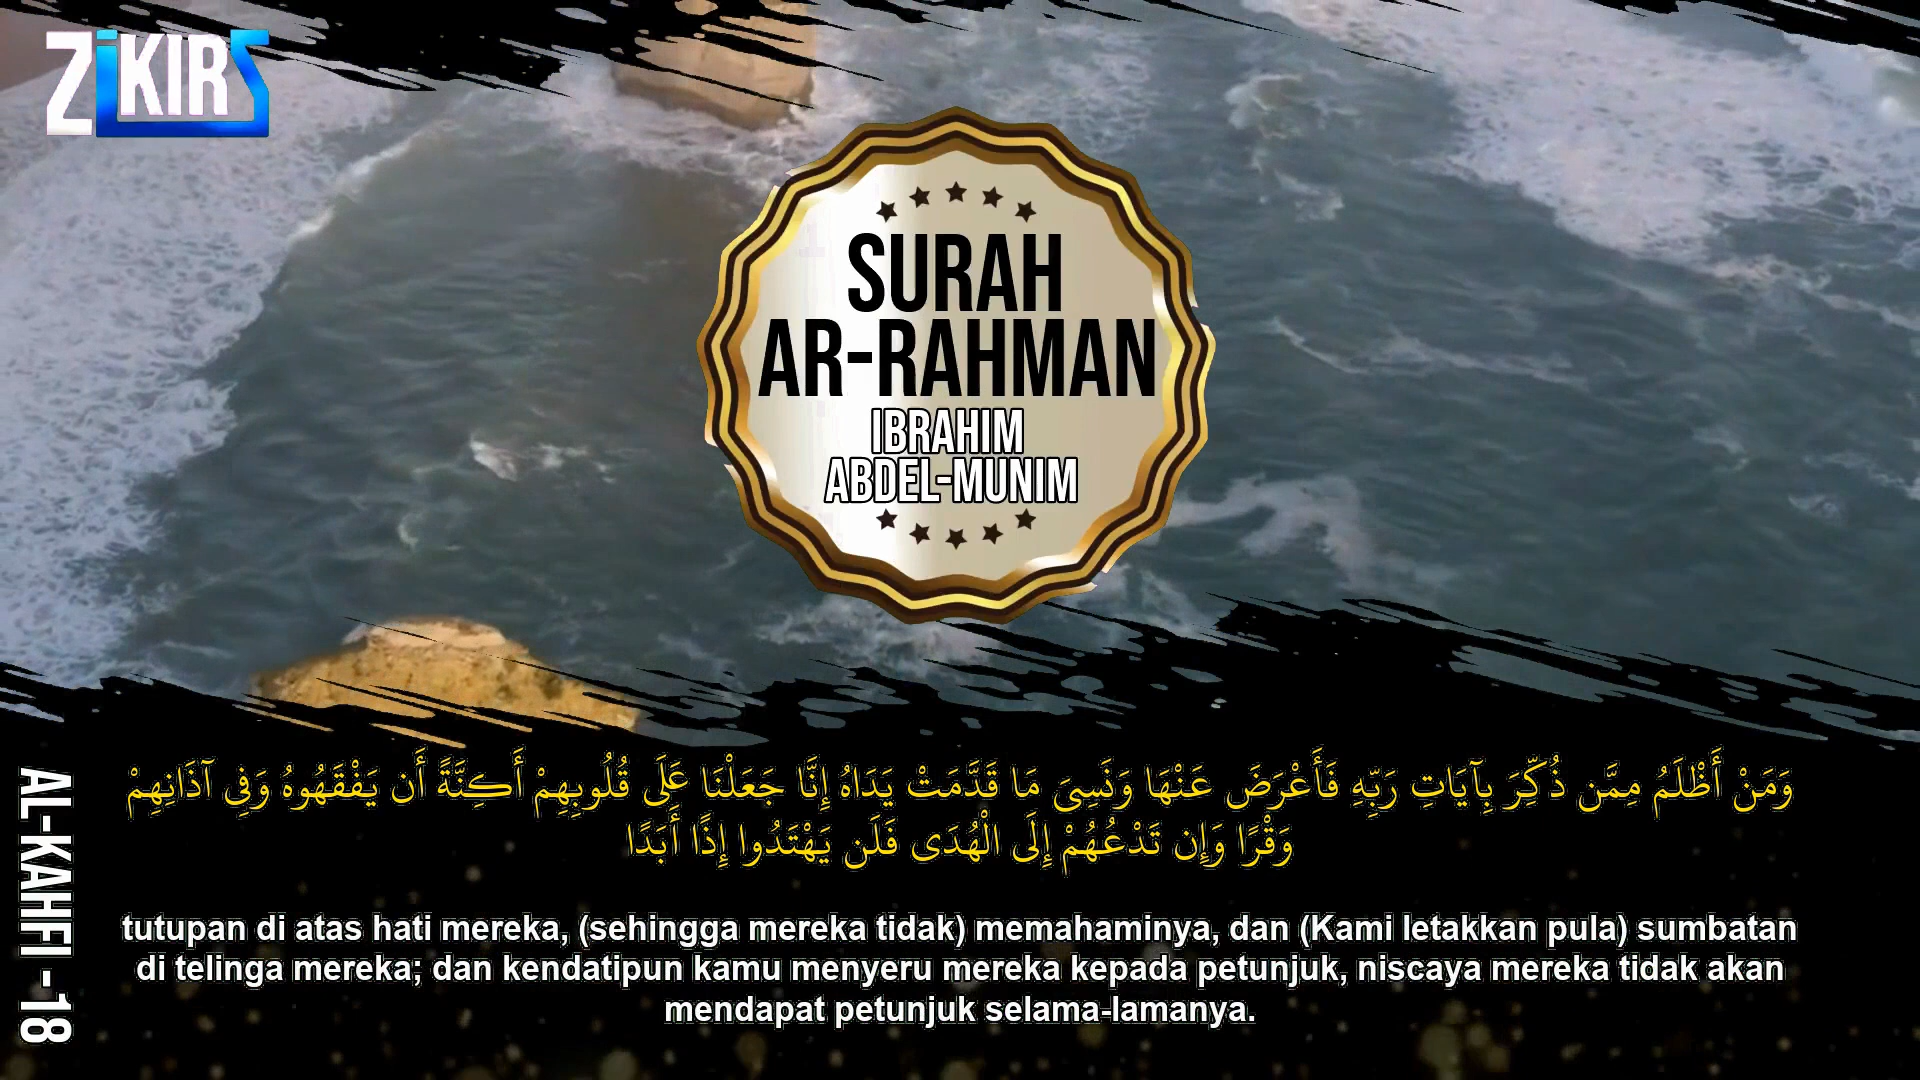 ZiKIRS
SURAH
AR-RAHMAN
IBRAHIM
ABDEL-MUNIM
وَمَنْ أَظْلَمُ مِمَّن ذُكِّرَ بِآيَاتِ رَبِّهِ فَأَعْرَضَ عَنْهَا وَنَسِىَ مَا قَدَّمَتْ يَدَاهُ إِنَّا جَعَلْنَا عَلَى قُلُوبِهِمْ أَكِنَّةً أَن يَفْقَهُوهُ وَفِى آذَانِهِمْ
وَقْرًا وَإِن تَدْعُهُمْ إِلَى الْهُدَى فَلَن يَهْتَدُوا إِذًا أَبَدًا
tutupan di atas hati mereka, (sehingga mereka tidak) memahaminya, dan (Kami letakkan pula) sumbatan
di telinga mereka; dan kendatipun kamu menyeru mereka kepada petunjuk, niscaya mereka tidak akan
mendapat petunjuk selama-lamanya.
AL-KAHFI - 18